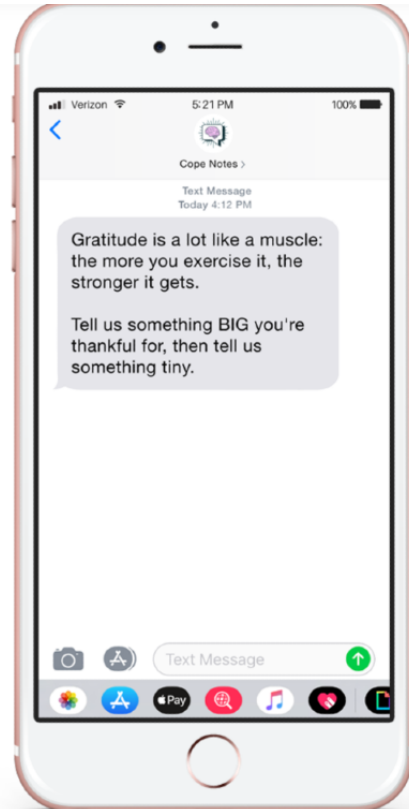 Verizon 5:21 PM 100%
Cope Notes >
Text Message
Today 4:12 PM
Gratitude is a lot like a muscle:
the more you exercise it, the
stronger it gets.
Tell us something BIG you're
thankful for, then tell us
something tiny.
Text Message
Pay